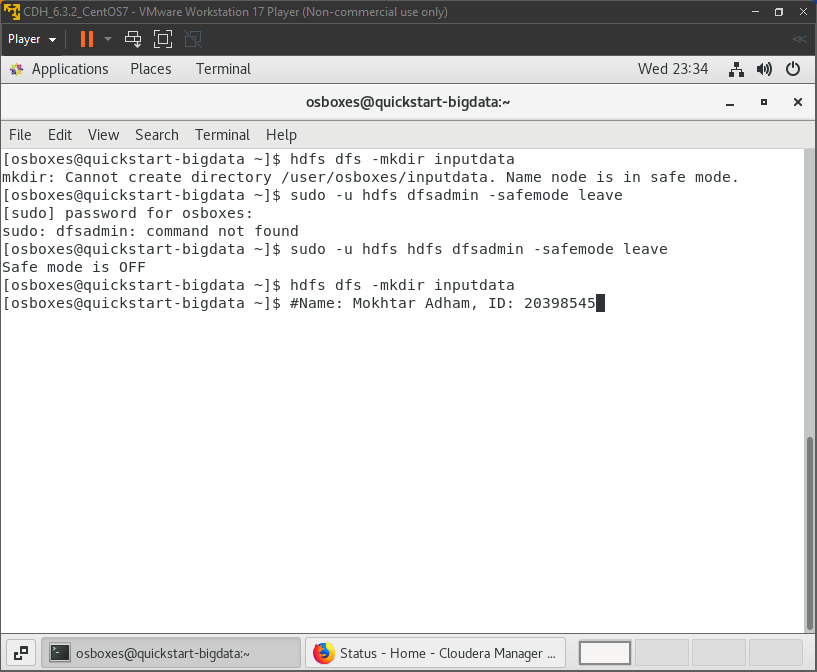 CDH_6.3.2_CentOS7 - VMware Workstation 17 Player (Non-commercial use only)
Player
Applications Places Terminal Wed 23:34
osboxes@quickstart-bigdata:~
File Edit View Search Terminal Help
[osboxes@quickstart-bigdata ~]$ hdfs dfs -mkdir inputdata
mkdir: Cannot create directory /user/osboxes/inputdata. Name node is in safe mode.
[osboxes@quickstart-bigdata ~]$ sudo -u hdfs dfsadmin -safemode leave
[sudo] password for osboxes:
sudo: dfsadmin: command not found
[osboxes@quickstart-bigdata ~]$ sudo -u hdfs hdfs dfsadmin -safemode leave
Safe mode is OFF
[osboxes@quickstart-bigdata ~]$ hdfs dfs -mkdir inputdata
[osboxes@quickstart-bigdata ~]$ #Name: Mokhtar Adham, ID: 20398545
osboxes@quickstart-bigdata:~ Status - Home - Cloudera Manager ...